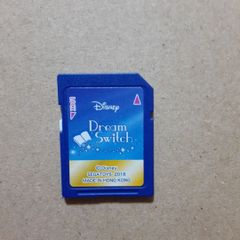 Disney
Dream
Switch
©Disney
SEGATOYS 2018
MADE IN HONG KONG